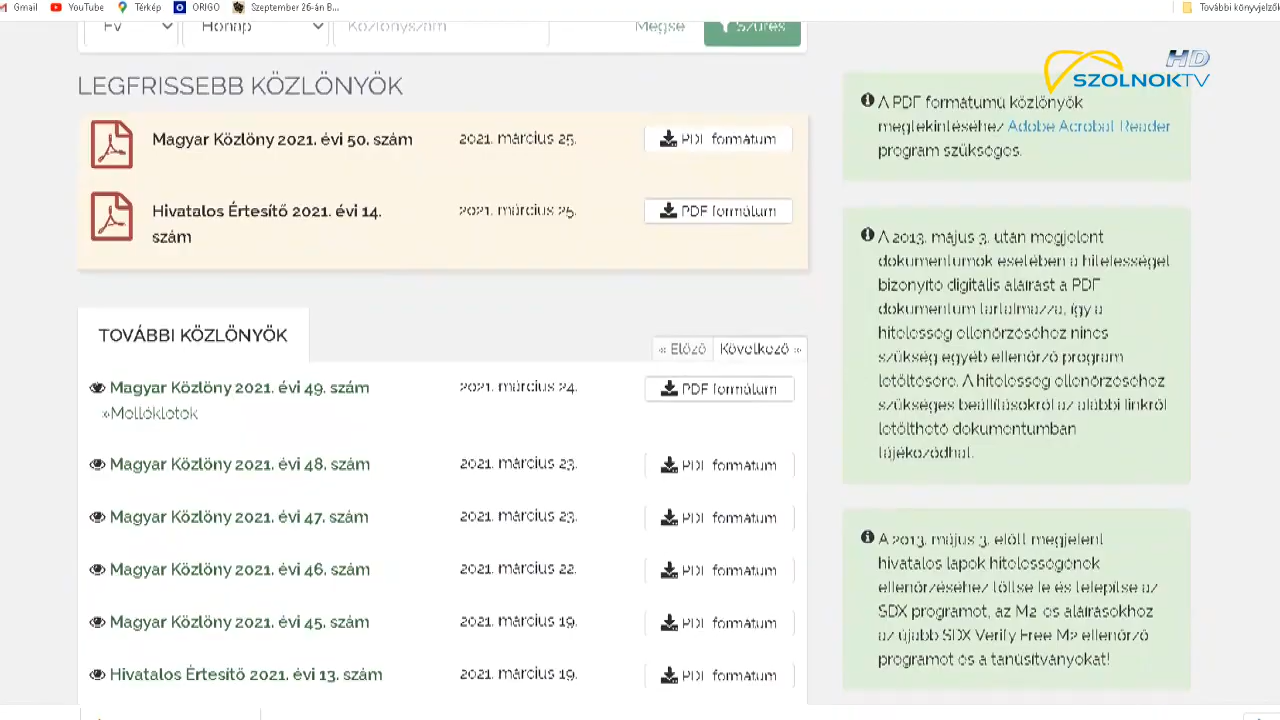 Gmail YouTube Térkép ORIGO Szeptember 26-án B... További könyvjelzők
Év Hónap Közlönyszám Mégse Szűrés
HD
SZOLNOKTV
LEGFRISSEBB KÖZLÖNYÖK
Magyar Közlöny 2021. évi 50. szám 2021. március 25. PDF formátum
Hivatalos Értesítő 2021. évi 14.
szám
2021. március 25. PDF formátum
TOVÁBBI KÖZLÖNYÖK
« Előző Következő »
Magyar Közlöny 2021. évi 49. szám 2021. március 24. PDF formátum
»Mellékletek
Magyar Közlöny 2021. évi 48. szám 2021. március 23. PDF formátum
Magyar Közlöny 2021. évi 47. szám 2021. március 23. PDF formátum
Magyar Közlöny 2021. évi 46. szám 2021. március 22. PDF formátum
Magyar Közlöny 2021. évi 45. szám 2021. március 19. PDF formátum
Hivatalos Értesítő 2021. évi 13. szám 2021. március 19. PDF formátum
A PDF formátumú közlönyök
megtekintéséhez Adobe Acrobat Reader
program szükséges.
A 2013. május 3. után megjelent
dokumentumok esetében a hitelességet
bizonyító digitális aláírást a PDF
dokumentum tartalmazza, így a
hitelesség ellenőrzéséhez nincs
szükség egyéb ellenőrző program
letöltésére. A hitelesség ellenőrzéséhez
szükséges beállításokról az alábbi linkről
letölthető dokumentumban
tájékozódhat.
A 2013. május 3. előtt megjelent
hivatalos lapok hitelességének
ellenőrzéséhez töltse le és telepítse az
SDX programot, az M2-es aláírásokhoz
az újabb SDX Verify Free M2 ellenőrző
programot és a tanúsítványokat!